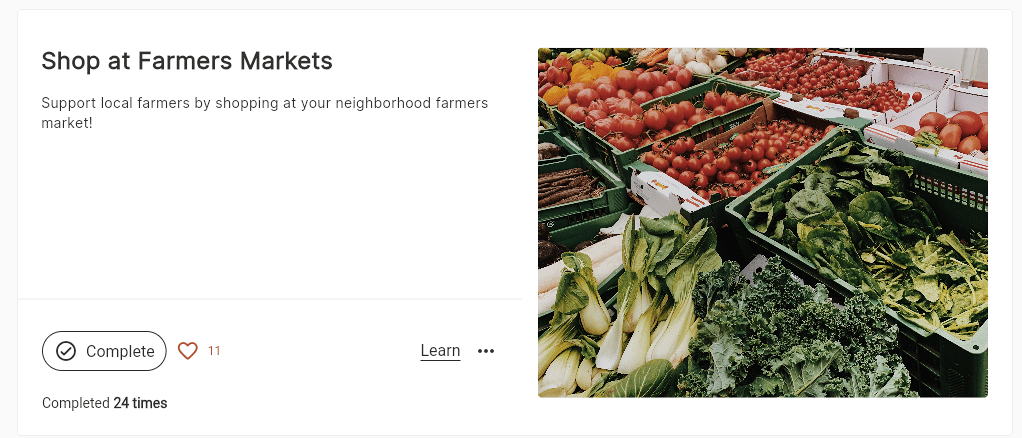 Shop at Farmers Markets
Support local farmers by shopping at your neighborhood farmers
market!
Complete
11
Learn
Completed 24 times